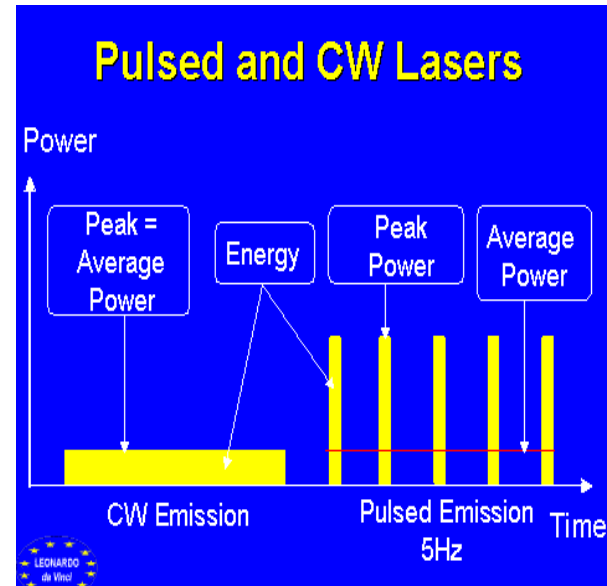 Pulsed and CW Lasers
Power
Peak =
Average
Power
Energy
Peak
Power
Average
Power
CW Emission
Pulsed Emission
5Hz
Time
LEONARDO
da Vinci